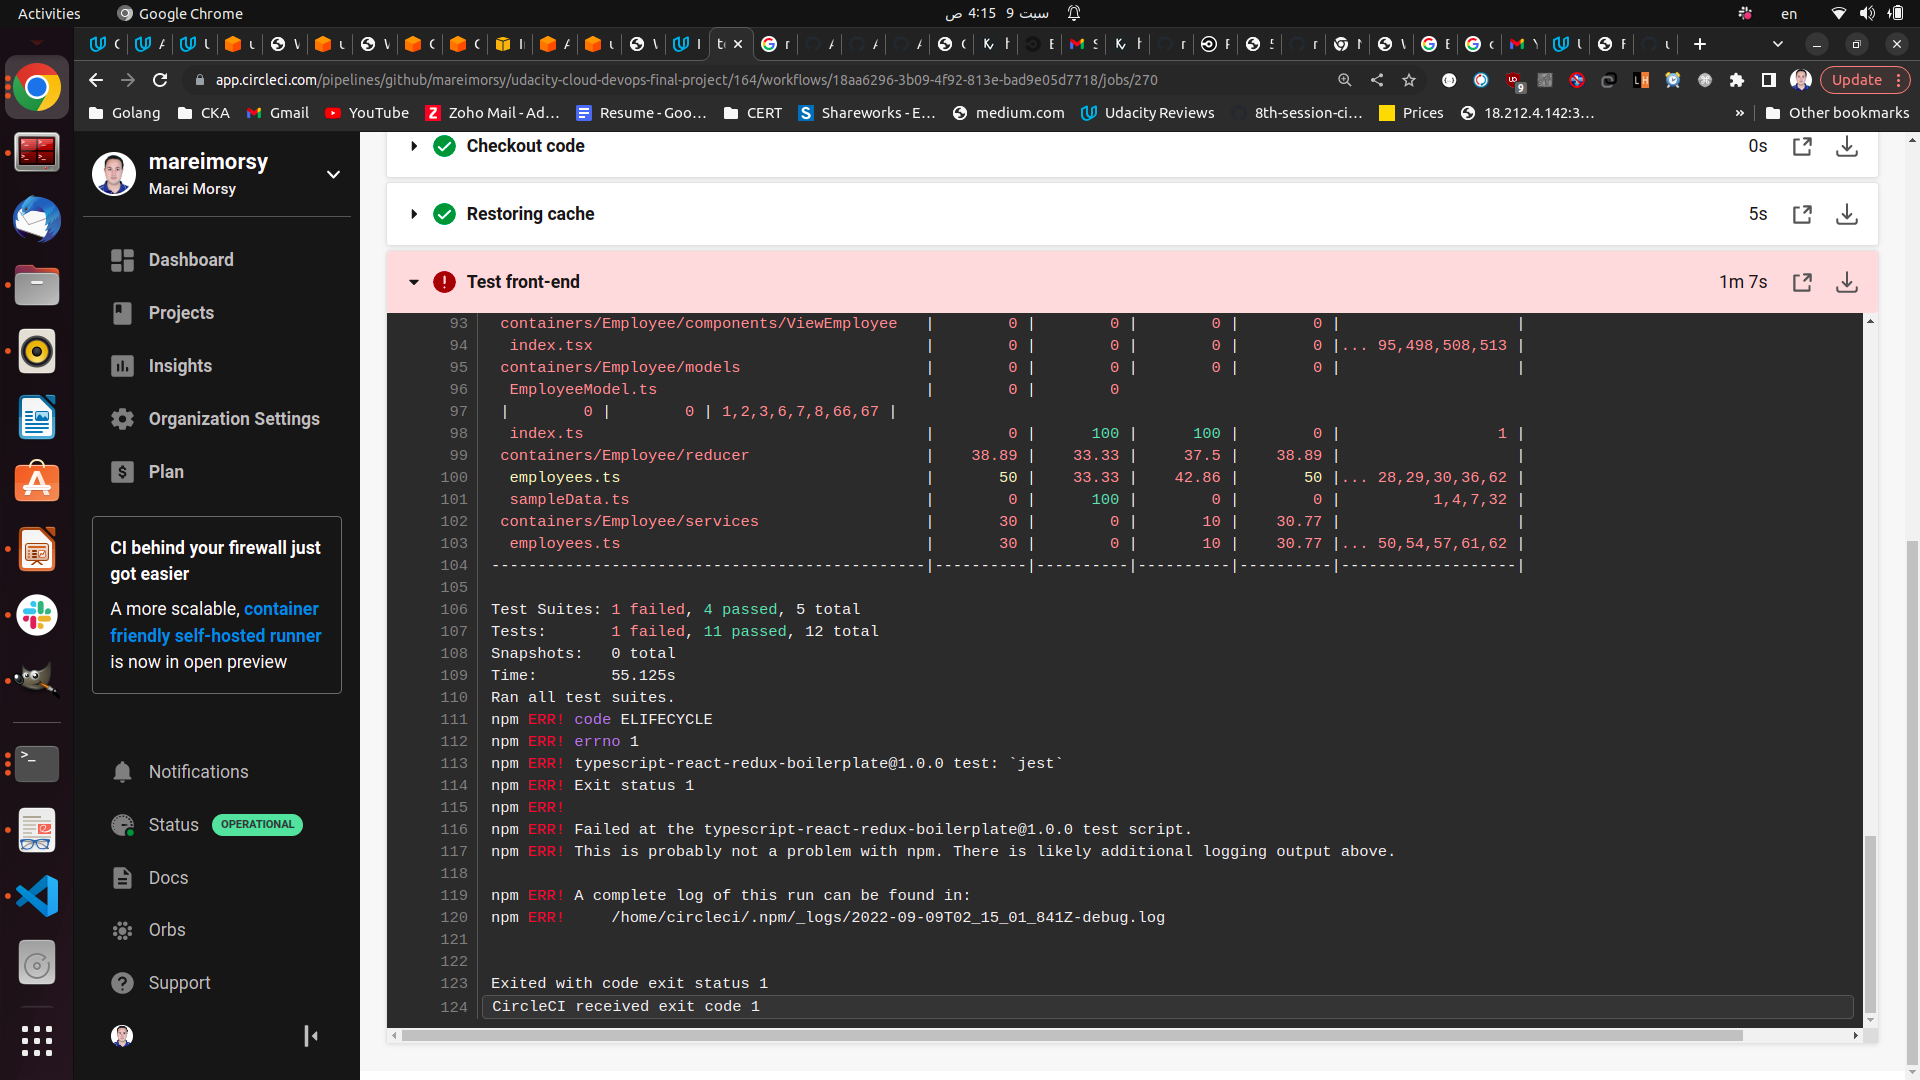 Activities
Google Chrome
سبت 9 4:15 ص
en
app.circleci.com/pipelines/github/mareimorsy/udacity-cloud-devops-final-project/164/workflows/18aa6296-3b09-4f92-813e-bad9e05d7718/jobs/270
Update
Golang
CKA
Gmail
YouTube
Zoho Mail - Ad...
Resume - Goo...
CERT
Shareworks - E...
medium.com
Udacity Reviews
8th-session-ci...
Prices
18.212.4.142:3...
»
Other bookmarks
mareimorsy
Marei Morsy
Dashboard
Projects
Insights
Organization Settings
Plan
CI behind your firewall just
got easier
A more scalable, container
friendly self-hosted runner
is now in open preview
Notifications
Status OPERATIONAL
Docs
Orbs
Support
Checkout code 0s
Restoring cache 5s
Test front-end 1m 7s
93 containers/Employee/components/ViewEmployee | 0 | 0 | 0 | 0 | |
94 index.tsx | 0 | 0 | 0 | 0 |... 95,498,508,513 |
95 containers/Employee/models | 0 | 0 | 0 | 0 | |
96 EmployeeModel.ts | 0 | 0
97 | 0 | 0 | 1,2,3,6,7,8,66,67 |
98 index.ts | 0 | 100 | 100 | 0 | 1 |
99 containers/Employee/reducer | 38.89 | 33.33 | 37.5 | 38.89 | |
100 employees.ts | 50 | 33.33 | 42.86 | 50 |... 28,29,30,36,62 |
101 sampleData.ts | 0 | 100 | 0 | 0 | 1,4,7,32 |
102 containers/Employee/services | 30 | 0 | 10 | 30.77 | |
103 employees.ts | 30 | 0 | 10 | 30.77 |... 50,54,57,61,62 |
104 -----------------------------------------------|----------|----------|----------|----------|-------------------|
105
106 Test Suites: 1 failed, 4 passed, 5 total
107 Tests: 1 failed, 11 passed, 12 total
108 Snapshots: 0 total
109 Time: 55.125s
110 Ran all test suites.
111 npm ERR! code ELIFECYCLE
112 npm ERR! errno 1
113 npm ERR! typescript-react-redux-boilerplate@1.0.0 test: `jest`
114 npm ERR! Exit status 1
115 npm ERR!
116 npm ERR! Failed at the typescript-react-redux-boilerplate@1.0.0 test script.
117 npm ERR! This is probably not a problem with npm. There is likely additional logging output above.
118
119 npm ERR! A complete log of this run can be found in:
120 npm ERR! /home/circleci/.npm/_logs/2022-09-09T02_15_01_841Z-debug.log
121
122
123 Exited with code exit status 1
124 CircleCI received exit code 1